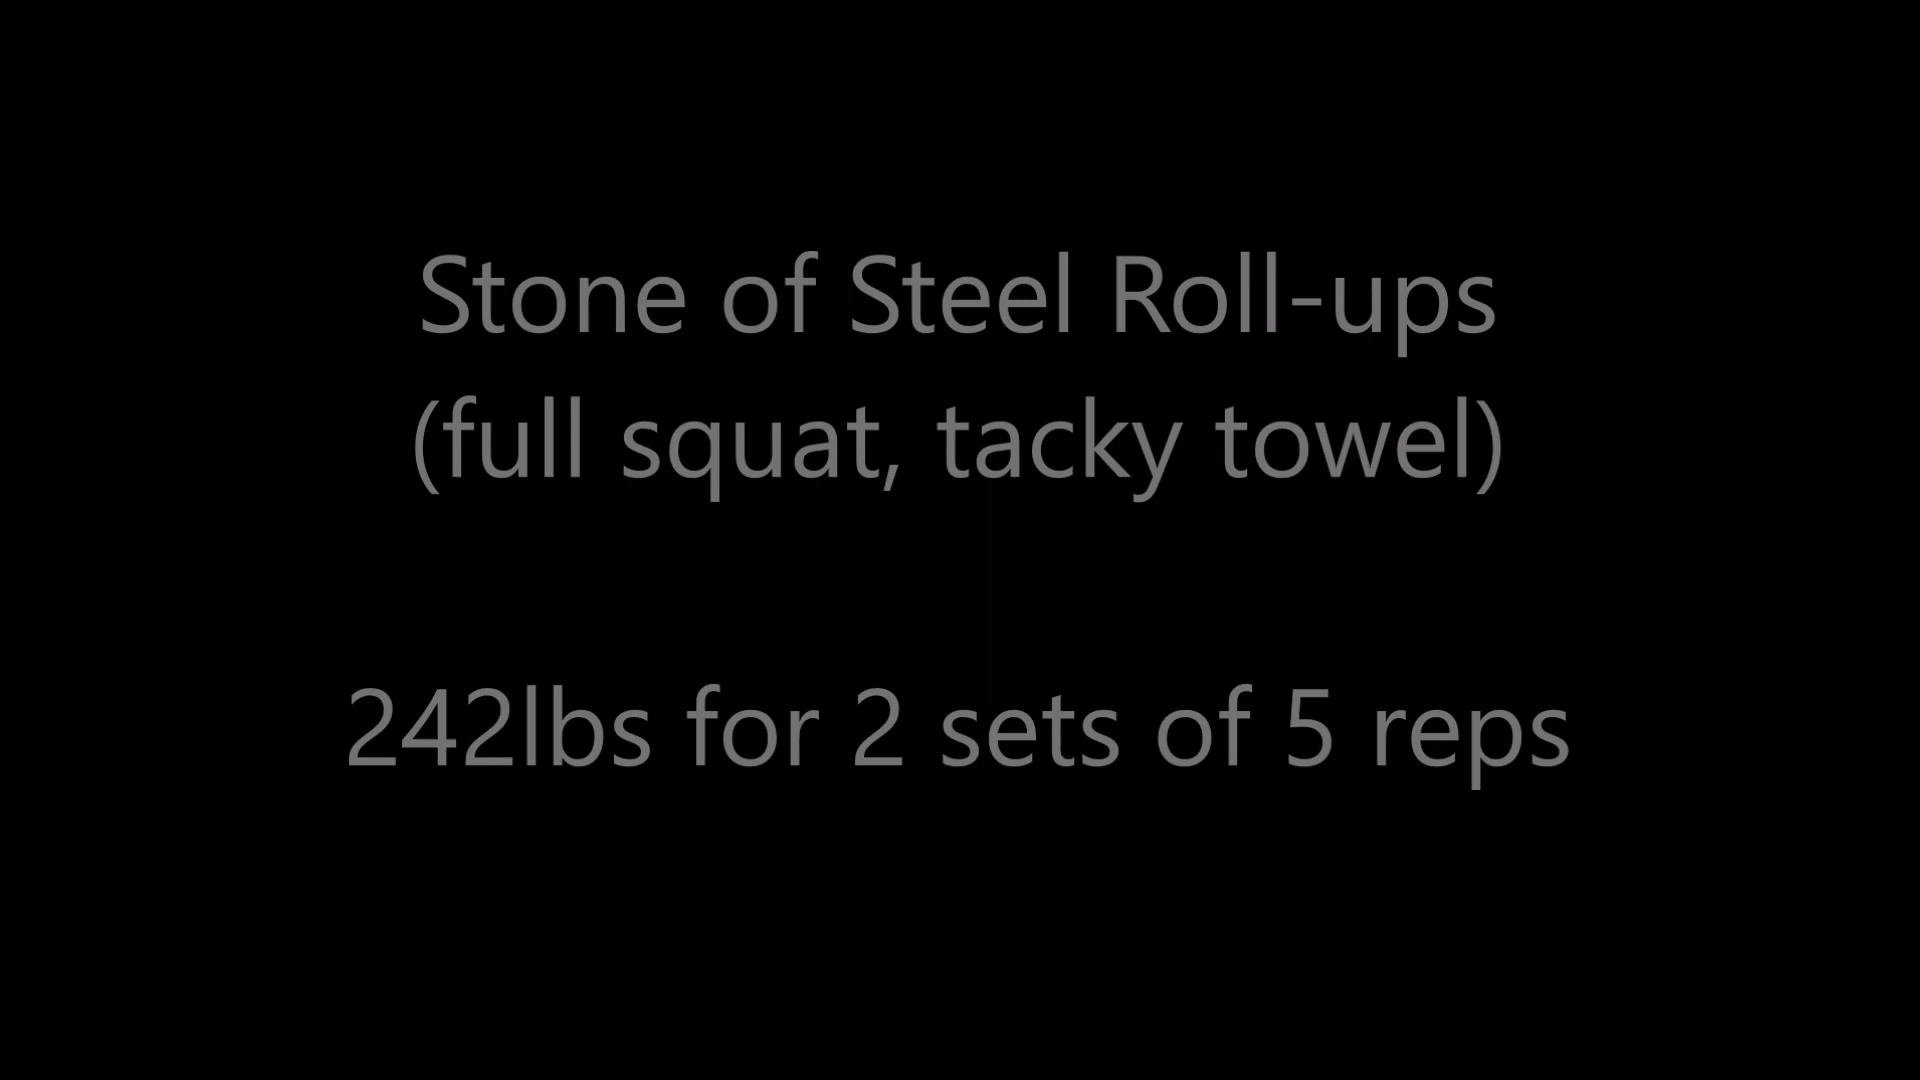 Stone of Steel Roll-ups
(full squat, tacky towel)
242lbs for 2 sets of 5 reps